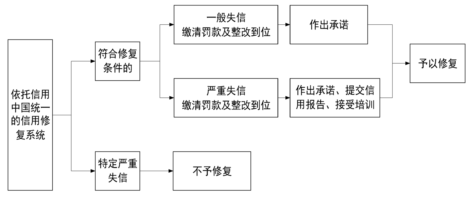 依托信用
中国统一
的信用修
复系统
符合修复
条件的
特定严重
失信
一般失信
缴清罚款及整改到位
严重失信
缴清罚款及整改到位
不予修复
作出承诺
作出承诺、提交信
用报告、接受培训
予以修复